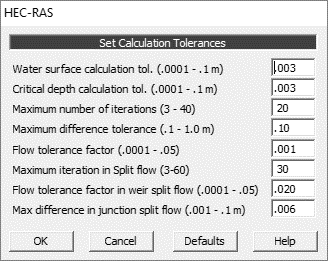 HEC-RAS
Set Calculation Tolerances
Water surface calculation tol. (.0001 - .1 m) .003
Critical depth calculation tol. (.0001 - .1 m) .003
Maximum number of iterations (3 - 40) 20
Maximum difference tolerance (.1 - 1.0 m) .10
Flow tolerance factor (.0001 - .05) .001
Maximum iteration in Split flow (3-60) 30
Flow tolerance factor in weir split flow (.0001 - .05) .020
Max difference in junction split flow (.001 - .1 m) .006
OK Cancel Defaults Help